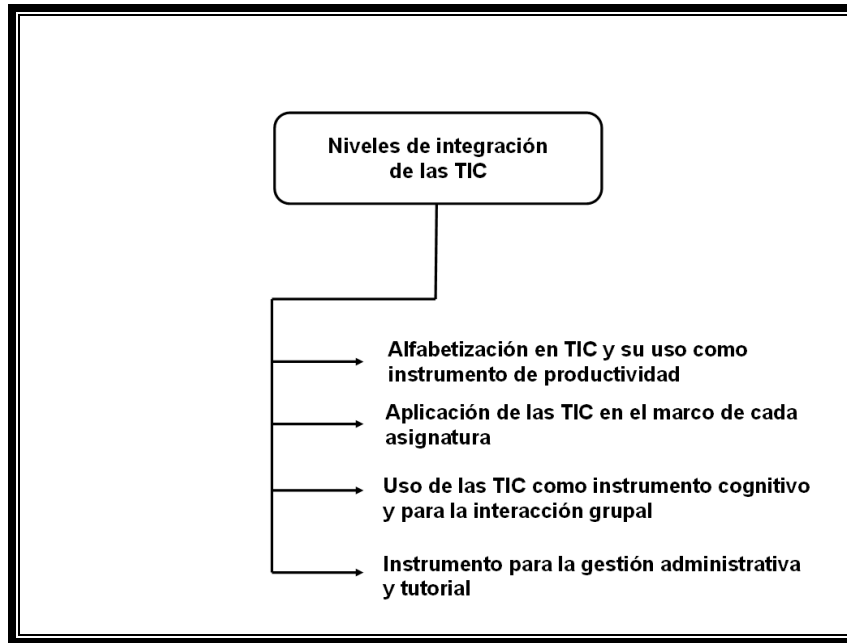 Niveles de integración
de las TIC
Alfabetización en TIC y su uso como
instrumento de productividad
Aplicación de las TIC en el marco de cada
asignatura
Uso de las TIC como instrumento cognitivo
y para la interacción grupal
Instrumento para la gestión administrativa
y tutorial